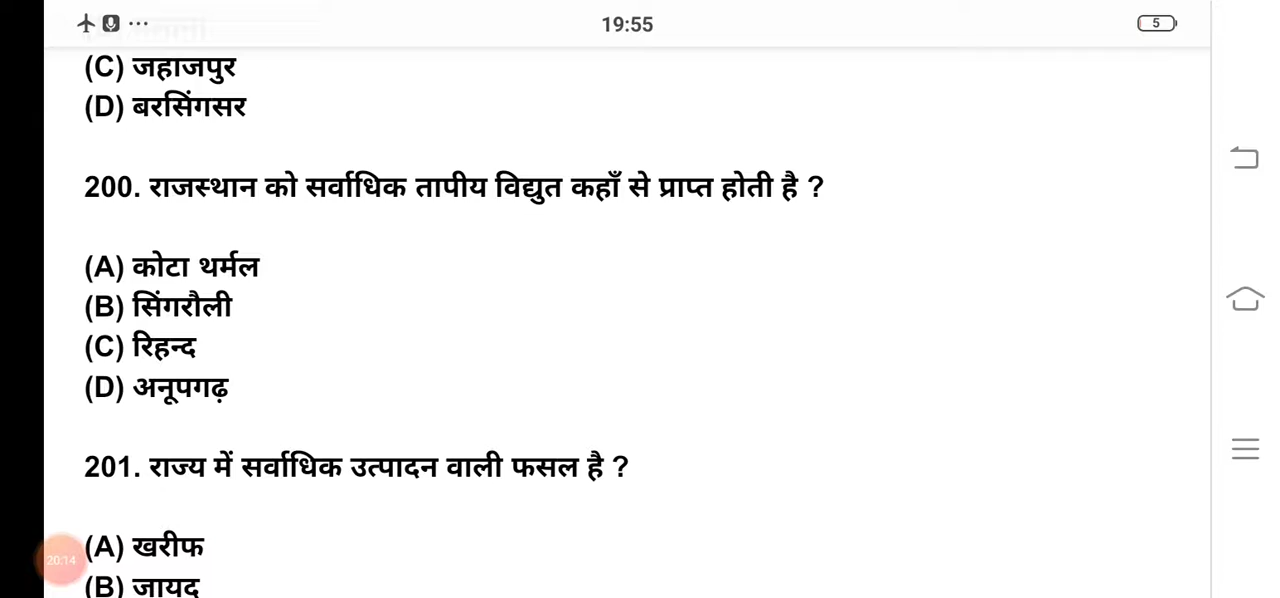 19:55
5
(C) जहाजपुर
(D) बरसिंगसर
200. राजस्थान को सर्वाधिक तापीय विद्युत कहाँ से प्राप्त होती है ?
(A) कोटा थर्मल
(B) सिंगरौली
(C) रिहन्द
(D) अनूपगढ़
201. राज्य में सर्वाधिक उत्पादन वाली फसल है ?
(A) खरीफ
20:14
(B) जायद